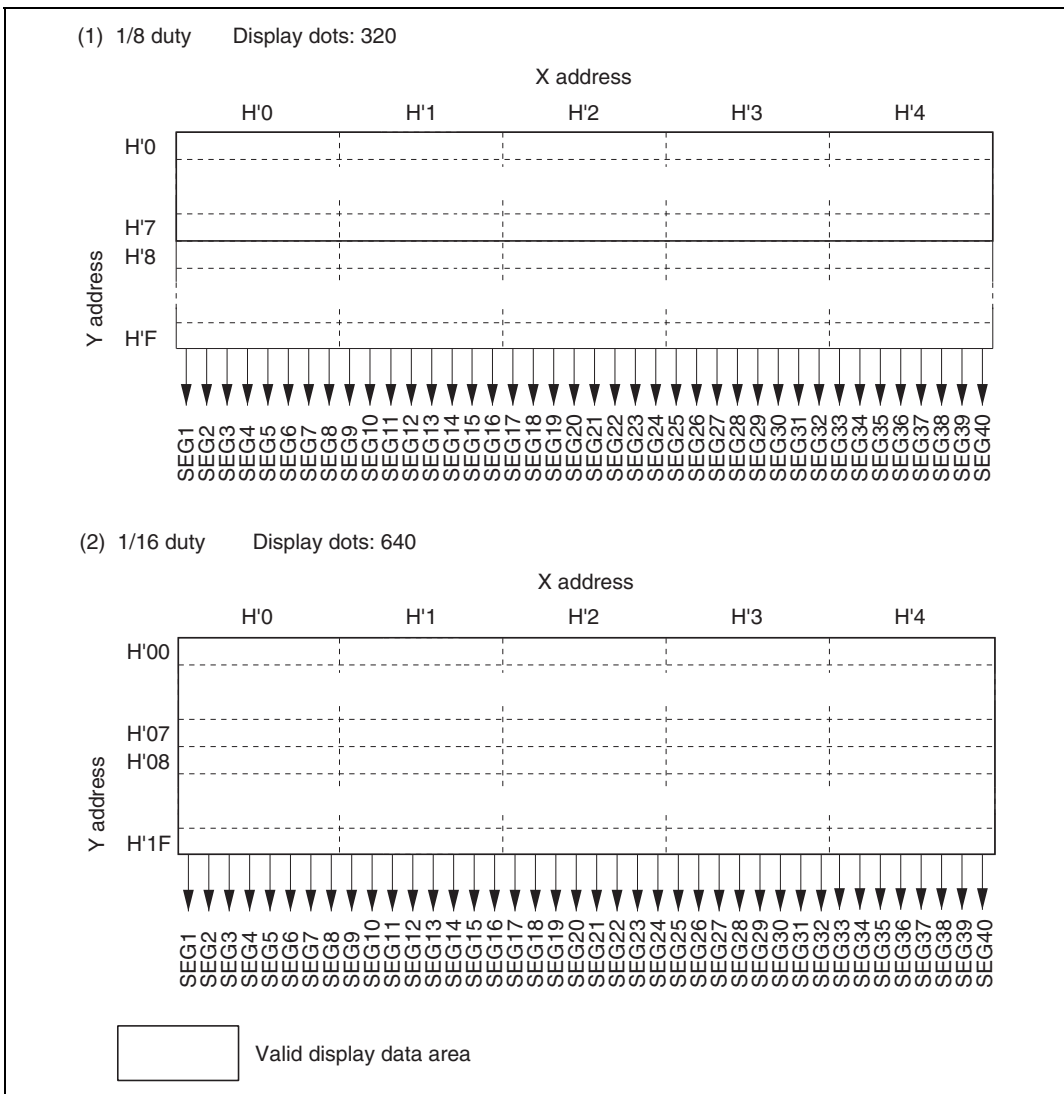 (1) 1/8 duty Display dots: 320
X address
H'0 H'1 H'2 H'3 H'4
H'0
H'7
H'8
H'F
Y address
SEG1 SEG2 SEG3 SEG4 SEG5 SEG6 SEG7 SEG8 SEG9 SEG10 SEG11 SEG12 SEG13 SEG14 SEG15 SEG16 SEG17 SEG18 SEG19 SEG20 SEG21 SEG22 SEG23 SEG24 SEG25 SEG26 SEG27 SEG28 SEG29 SEG30 SEG31 SEG32 SEG33 SEG34 SEG35 SEG36 SEG37 SEG38 SEG39 SEG40
(2) 1/16 duty Display dots: 640
X address
H'0 H'1 H'2 H'3 H'4
H'00
H'07
H'08
H'1F
Y address
SEG1 SEG2 SEG3 SEG4 SEG5 SEG6 SEG7 SEG8 SEG9 SEG10 SEG11 SEG12 SEG13 SEG14 SEG15 SEG16 SEG17 SEG18 SEG19 SEG20 SEG21 SEG22 SEG23 SEG24 SEG25 SEG26 SEG27 SEG28 SEG29 SEG30 SEG31 SEG32 SEG33 SEG34 SEG35 SEG36 SEG37 SEG38 SEG39 SEG40
Valid display data area